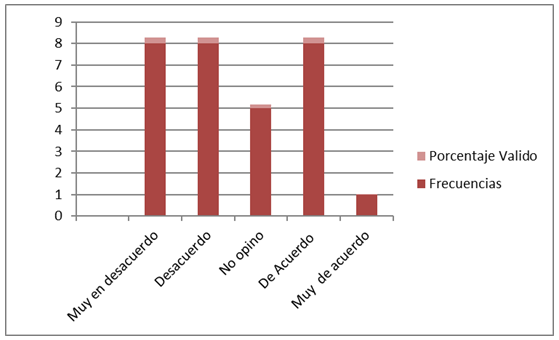 9
8
7
6
5
4
3
2
1
0
Muy en desacuerdo
Desacuerdo
No opino
De Acuerdo
Muy de acuerdo
Porcentaje Valido
Frecuencias